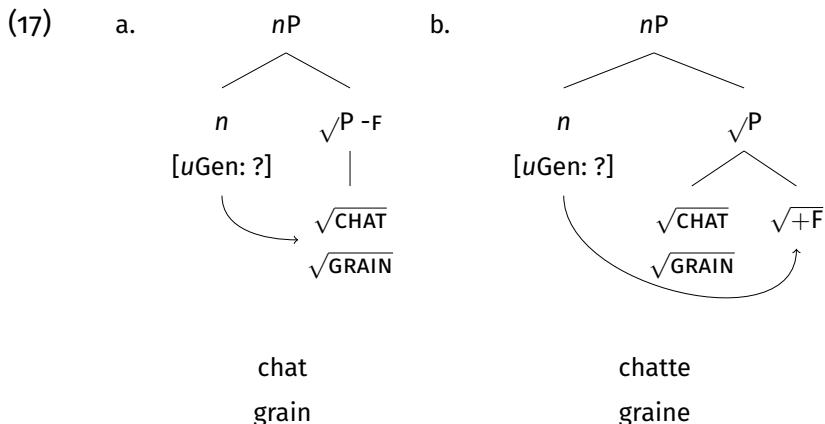 (17) a. nP b. nP
n √P -F n √P
[uGen: ?] [uGen: ?]
√CHAT √CHAT √+F
√GRAIN √GRAIN
chat chatte
grain graine